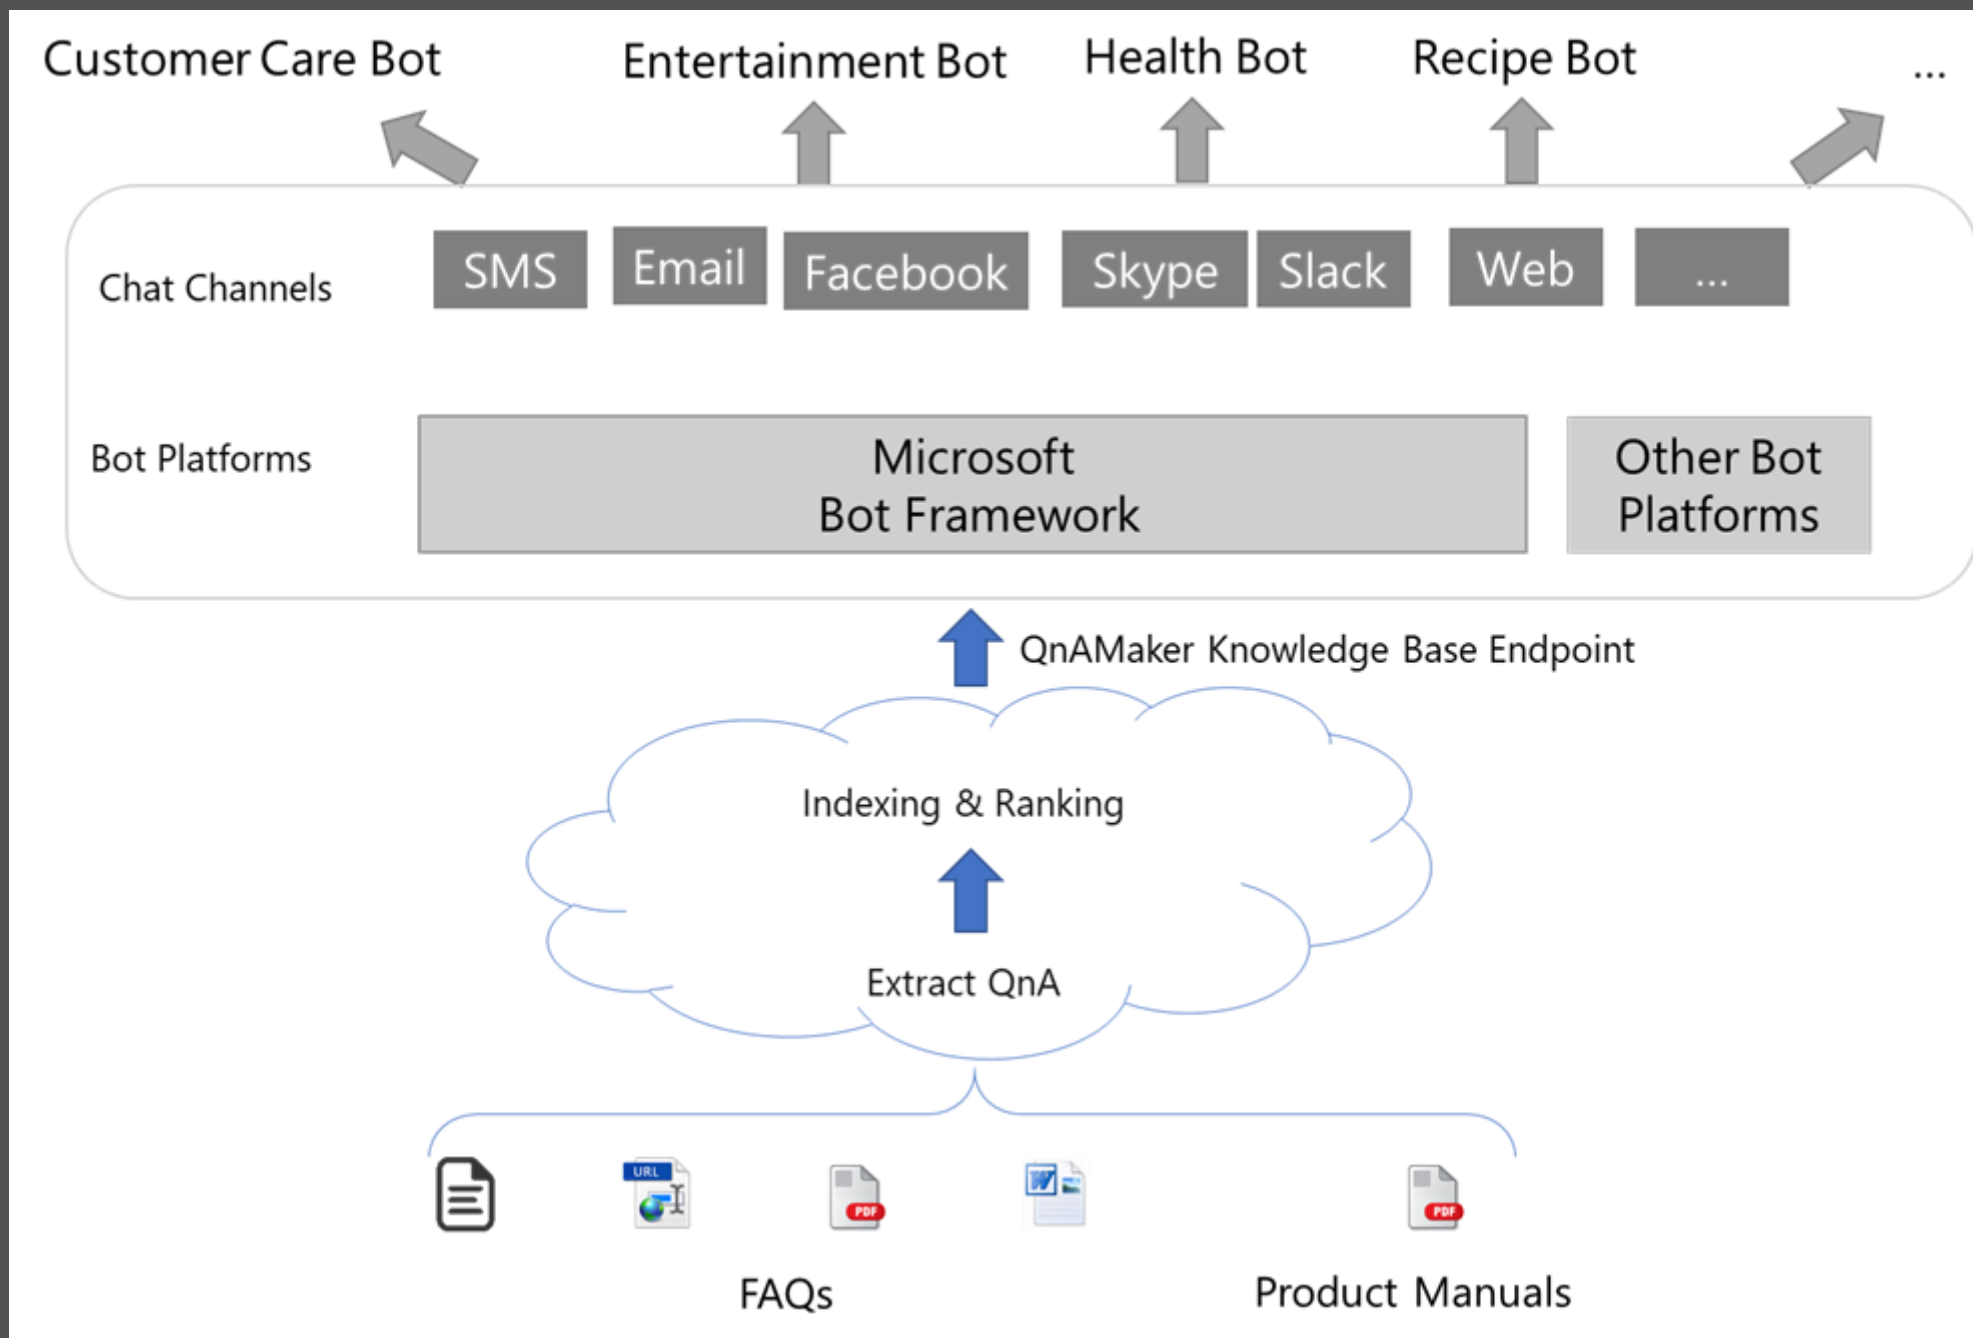 Customer Care Bot
Entertainment Bot
Health Bot
Recipe Bot
...
Chat Channels
SMS
Email
Facebook
Skype
Slack
Web
...
Bot Platforms
Microsoft
Bot Framework
Other Bot
Platforms
QnAMaker Knowledge Base Endpoint
Indexing & Ranking
Extract QnA
URL
PDF
W
PDF
FAQs
Product Manuals